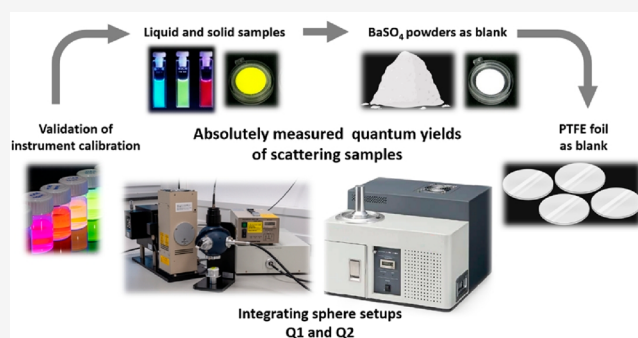 Liquid and solid samples
BaSO₄ powders as blank
Validation of
instrument calibration
Absolutely measured quantum yields
of scattering samples
PTFE foil
as blank
Integrating sphere setups
Q1 and Q2